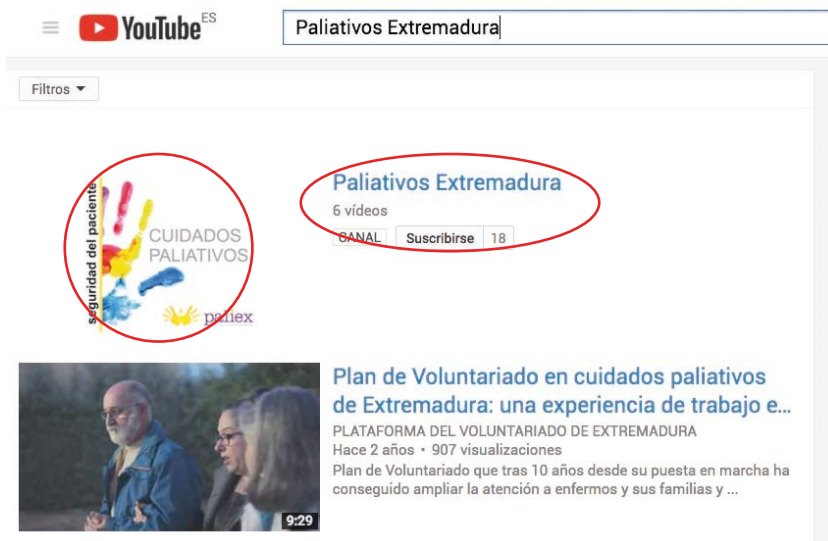 YouTube ES
Paliativos Extremadura
Filtros
seguridad del paciente
CUIDADOS
PALIATIVOS
paliex
Paliativos Extremadura
6 vídeos
CANAL Suscribirse 18
9:29
Plan de Voluntariado en cuidados paliativos
de Extremadura: una experiencia de trabajo e...
PLATAFORMA DEL VOLUNTARIADO DE EXTREMADURA
Hace 2 años • 907 visualizaciones
Plan de Voluntariado que tras 10 años desde su puesta en marcha ha
conseguido ampliar la atención a enfermos y sus familias y ...